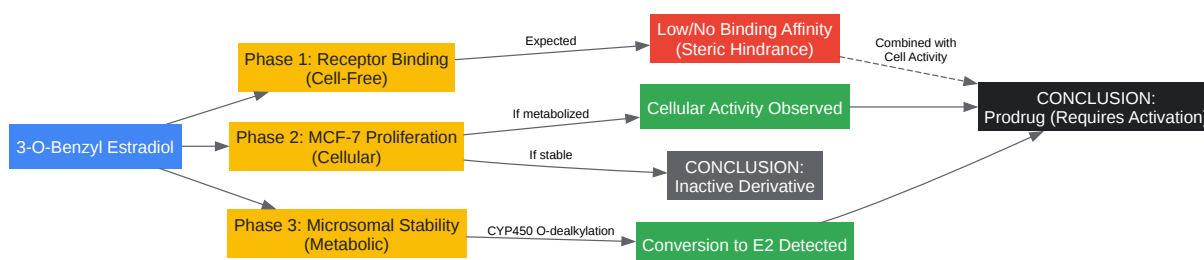 3-O-Benzyl Estradiol
Phase 1: Receptor Binding
(Cell-Free)
Expected
Low/No Binding Affinity
(Steric Hindrance)
Combined with
Cell Activity
Phase 2: MCF-7 Proliferation
(Cellular)
If metabolized
Cellular Activity Observed
If stable
CONCLUSION:
Inactive Derivative
CONCLUSION:
Prodrug (Requires Activation)
Phase 3: Microsomal Stability
(Metabolic)
CYP450 O-dealkylation
Conversion to E2 Detected